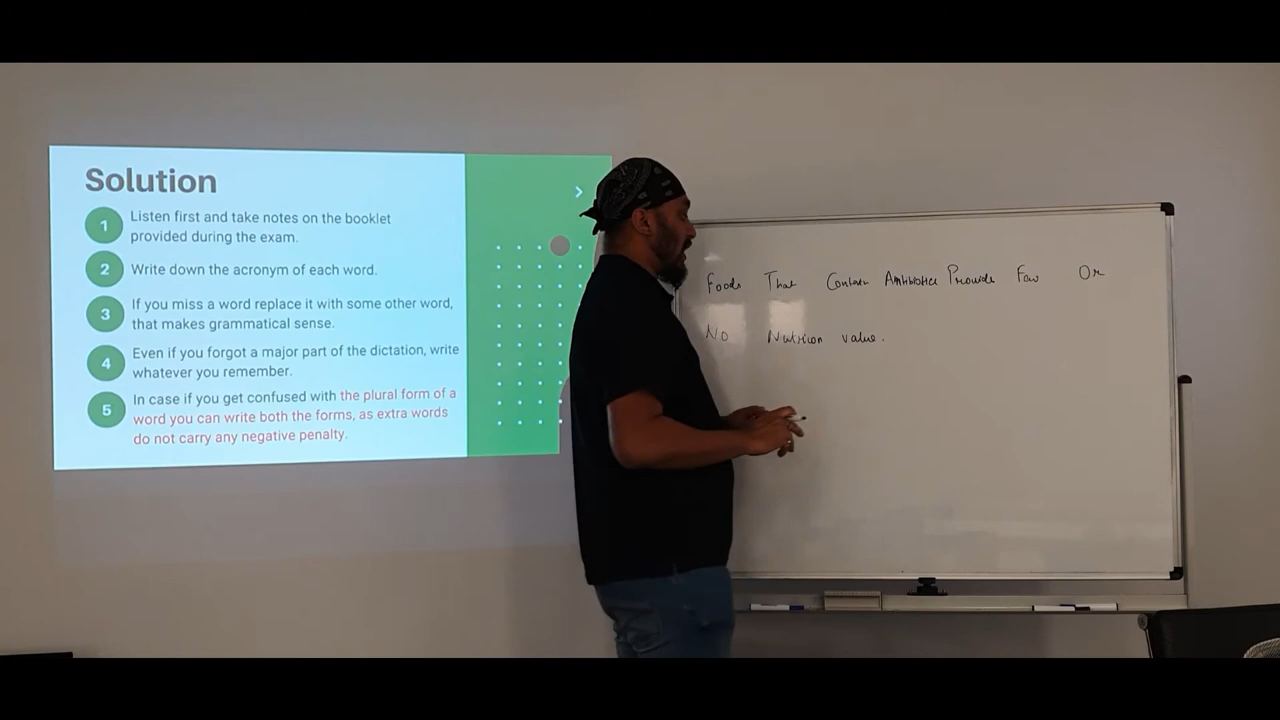 Solution
1 Listen first and take notes on the booklet
provided during the exam.
2 Write down the acronym of each word.
3 If you miss a word replace it with some other word,
that makes grammatical sense.
4 Even if you forgot a major part of the dictation, write
whatever you remember.
5 In case if you get confused with the plural form of a
word you can write both the forms, as extra words
do not carry any negative penalty.
Foods That Contain Antibiotics Provide Few Or
No Nutrition value.